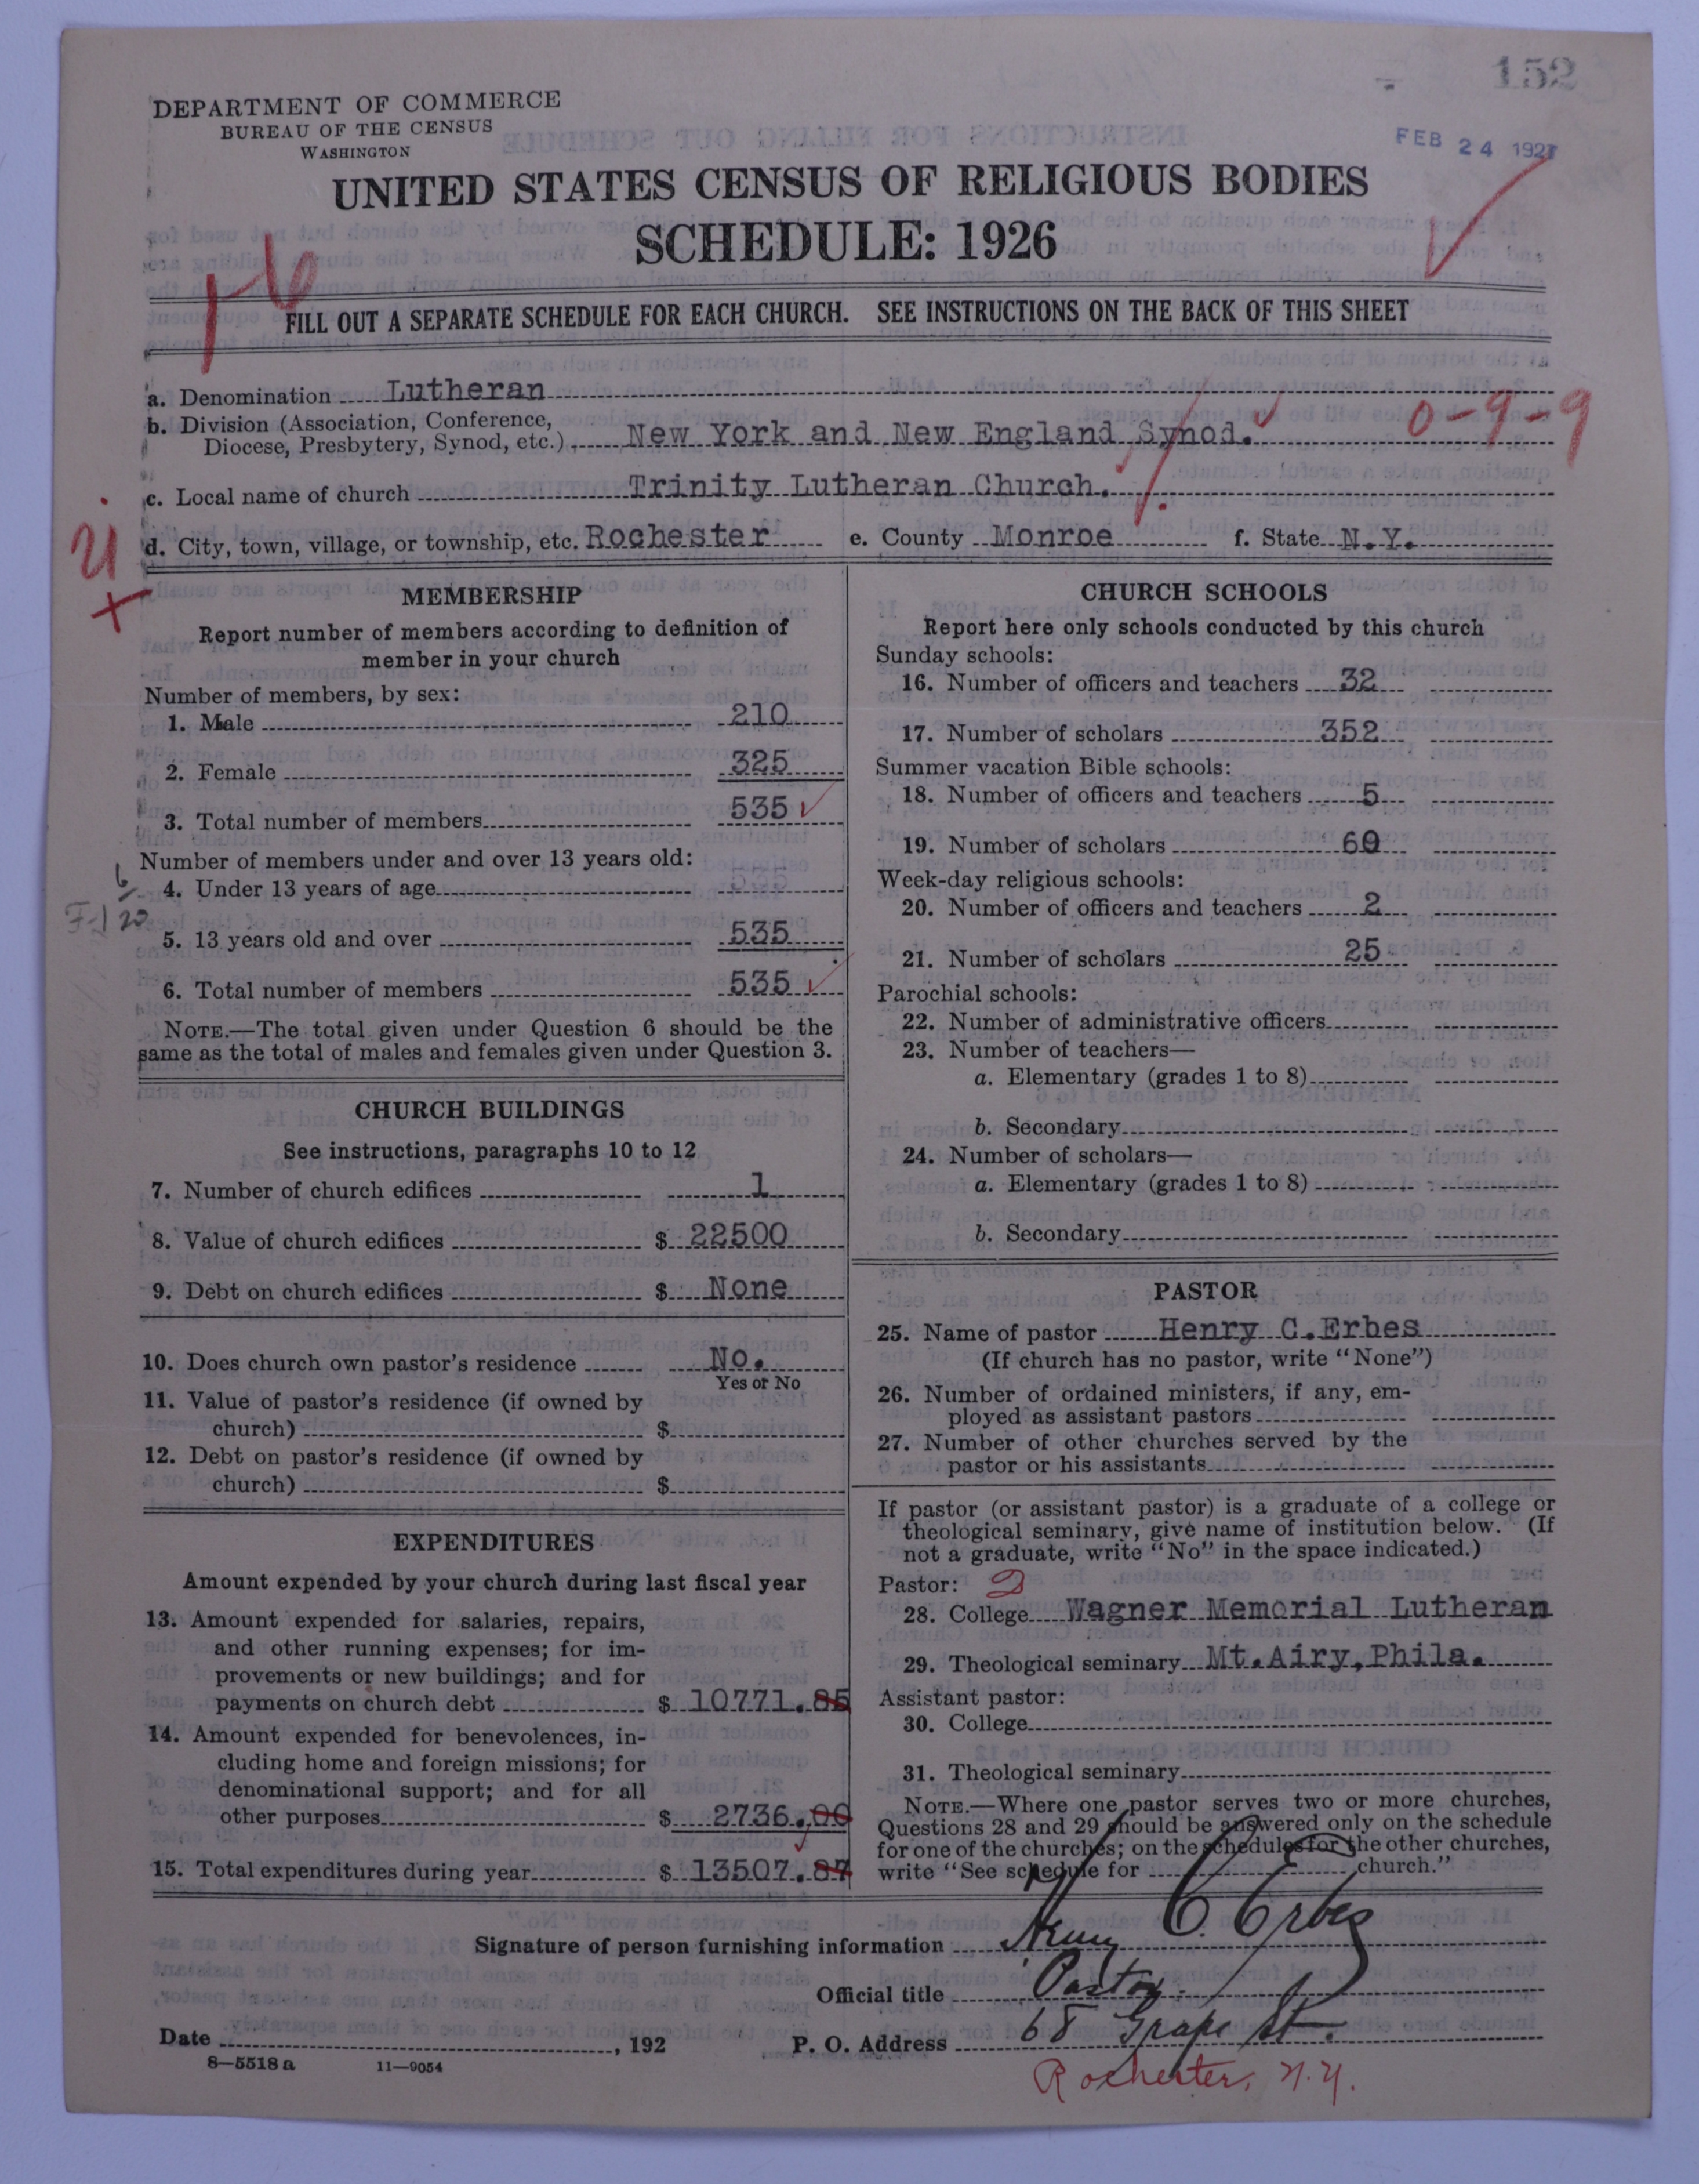 152
DEPARTMENT OF COMMERCE
BUREAU OF THE CENSUS
WASHINGTON
FEB 24 1927
UNITED STATES CENSUS OF RELIGIOUS BODIES
SCHEDULE: 1926
FILL OUT A SEPARATE SCHEDULE FOR EACH CHURCH. SEE INSTRUCTIONS ON THE BACK OF THIS SHEET
a. Denomination Lutheran
b. Division (Association, Conference,
Diocese, Presbytery, Synod, etc.) New York and New England Synod. 0-9-9
c. Local name of church Trinity Lutheran Church.
d. City, town, village, or township, etc. Rochester e. County Monroe f. State N.Y.
MEMBERSHIP
Report number of members according to definition of
member in your church
Number of members, by sex:
1. Male 210
2. Female 325
3. Total number of members 535
Number of members under and over 13 years old:
4. Under 13 years of age
5. 13 years old and over 535
6. Total number of members 535
NOTE.—The total given under Question 6 should be the
same as the total of males and females given under Question 3.
CHURCH BUILDINGS
See instructions, paragraphs 10 to 12
7. Number of church edifices 1
8. Value of church edifices $ 22500
9. Debt on church edifices $ None
10. Does church own pastor's residence No.
Yes or No
11. Value of pastor's residence (if owned by
church) $
12. Debt on pastor's residence (if owned by
church) $
EXPENDITURES
Amount expended by your church during last fiscal year
13. Amount expended for salaries, repairs,
and other running expenses; for im-
provements or new buildings; and for
payments on church debt $ 10771.85
14. Amount expended for benevolences, in-
cluding home and foreign missions; for
denominational support; and for all
other purposes $ 2736.00
15. Total expenditures during year $ 13507.87
CHURCH SCHOOLS
Report here only schools conducted by this church
Sunday schools:
16. Number of officers and teachers 32
17. Number of scholars 352
Summer vacation Bible schools:
18. Number of officers and teachers 5
19. Number of scholars 60
Week-day religious schools:
20. Number of officers and teachers 2
21. Number of scholars 25
Parochial schools:
22. Number of administrative officers
23. Number of teachers—
a. Elementary (grades 1 to 8)
b. Secondary
24. Number of scholars—
a. Elementary (grades 1 to 8)
b. Secondary
PASTOR
25. Name of pastor Henry C.Erbes
(If church has no pastor, write "None")
26. Number of ordained ministers, if any, em-
ployed as assistant pastors
27. Number of other churches served by the
pastor or his assistants
If pastor (or assistant pastor) is a graduate of a college or
theological seminary, give name of institution below. (If
not a graduate, write "No" in the space indicated.)
Pastor: 2
28. College Wagner Memorial Lutheran
29. Theological seminary Mt.Airy,Phila.
Assistant pastor:
30. College
31. Theological seminary
NOTE.—Where one pastor serves two or more churches,
Questions 28 and 29 should be answered only on the schedule
for one of the churches; on the schedules for the other churches,
write "See schedule for church."
Signature of person furnishing information Henry C. Erbes
Official title Pastor.
Date , 192 P. O. Address 68 Grape St.
8—5518 a 11—9054
Rochester, N.Y.